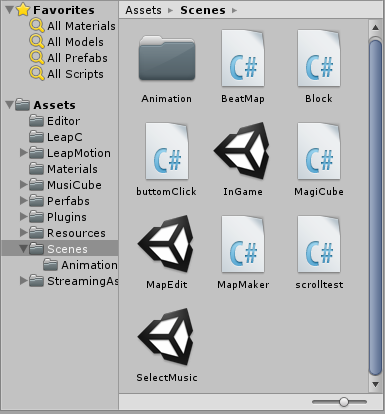 Favorites
All Materials
All Models
All Prefabs
All Scripts
Assets
Editor
LeapC
LeapMotion
Materials
MusiCube
Perfabs
Plugins
Resources
Scenes
Animation
StreamingAs
Assets ▸ Scenes ▸
Animation BeatMap Block
C# C#
buttomClick InGame MagiCube
C# C#
MapEdit MapMaker scrolltest
C# C#
SelectMusic